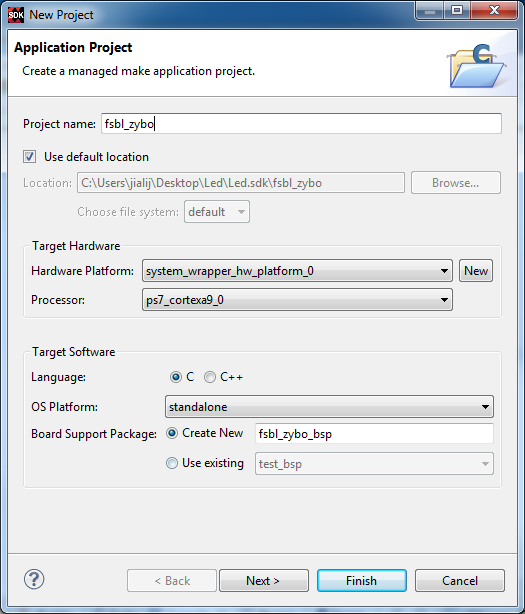 SDK New Project
Application Project
Create a managed make application project.
C
Project name: fsbl_zybo
Use default location
Location: C:\Users\jialij\Desktop\Led\Led.sdk\fsbl_zybo Browse...
Choose file system: default
Target Hardware
Hardware Platform: system_wrapper_hw_platform_0 New
Processor: ps7_cortexa9_0
Target Software
Language: C C++
OS Platform: standalone
Board Support Package: Create New fsbl_zybo_bsp
Use existing test_bsp
? < Back Next > Finish Cancel